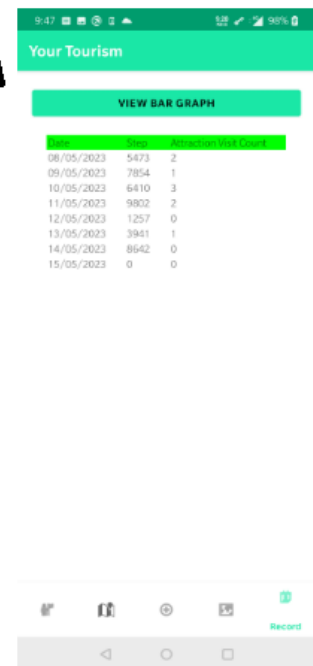 9:47 98%
Your Tourism
VIEW BAR GRAPH
Date Step Attraction Visit Count
08/05/2023 5473 2
09/05/2023 7854 1
10/05/2023 6410 3
11/05/2023 9802 2
12/05/2023 1257 0
13/05/2023 3941 1
14/05/2023 8642 0
15/05/2023 0 0
Record